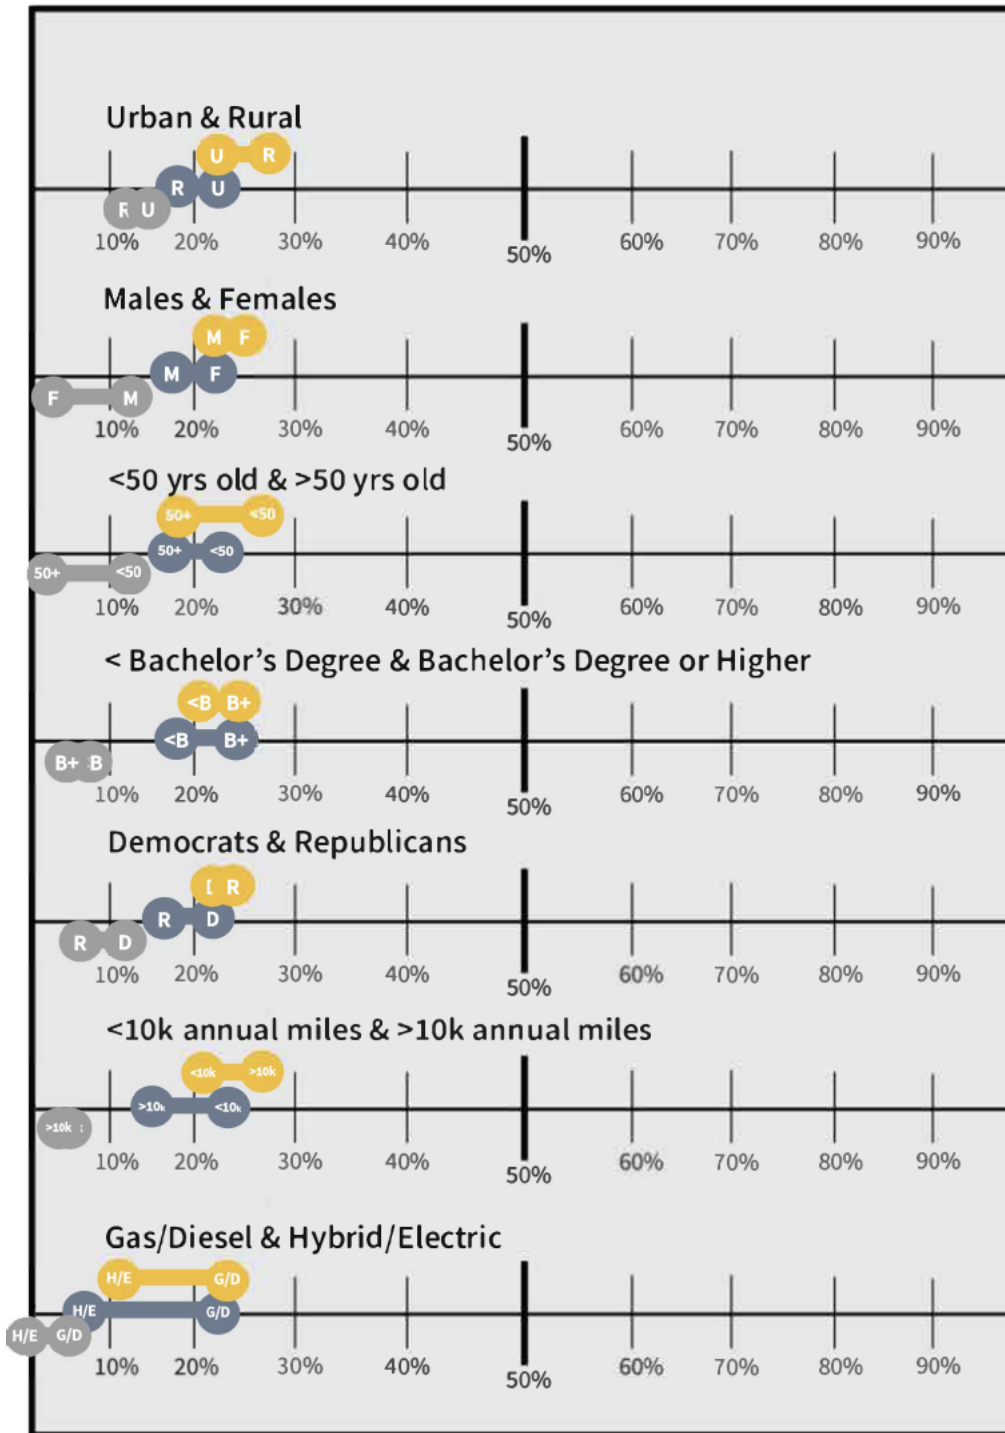 Urban & Rural
U R
R U
R U
10% 20% 30% 40% 50% 60% 70% 80% 90%
Males & Females
M F
M F
F M
10% 20% 30% 40% 50% 60% 70% 80% 90%
<50 yrs old & >50 yrs old
50+ <50
50+ <50
50+ <50
10% 20% 30% 40% 50% 60% 70% 80% 90%
< Bachelor's Degree & Bachelor's Degree or Higher
<B B+
<B B+
B+ B
10% 20% 30% 40% 50% 60% 70% 80% 90%
Democrats & Republicans
R
R D
R D
10% 20% 30% 40% 50% 60% 70% 80% 90%
<10k annual miles & >10k annual miles
<10k >10k
>10k <10k
>10k
10% 20% 30% 40% 50% 60% 70% 80% 90%
Gas/Diesel & Hybrid/Electric
H/E G/D
H/E G/D
H/E G/D
10% 20% 30% 40% 50% 60% 70% 80% 90%